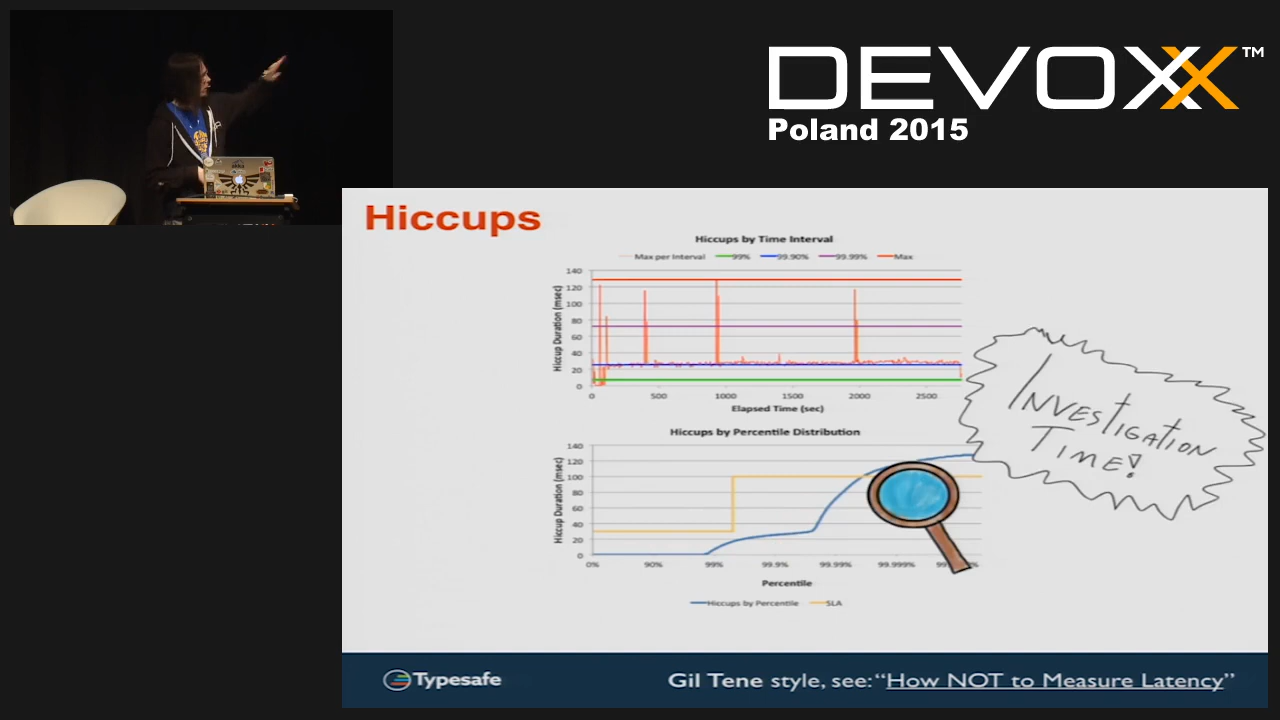 DEVOXX™
Poland 2015
Hiccups
Hiccups by Time Interval
Max per Interval 99% 99.90% 99.99% Max
Hiccup Duration (msec)
140
120
100
80
60
40
20
0
0 500 1000 1500 2000 2500
Elapsed Time (sec)
INVESTIGATION
TIME!
Hiccups by Percentile Distribution
Hiccup Duration (msec)
140
120
100
80
60
40
20
0
0% 90% 99% 99.9% 99.99% 99.999%
Percentile
Hiccups by Percentile SLA
Typesafe
Gil Tene style, see: “How NOT to Measure Latency”